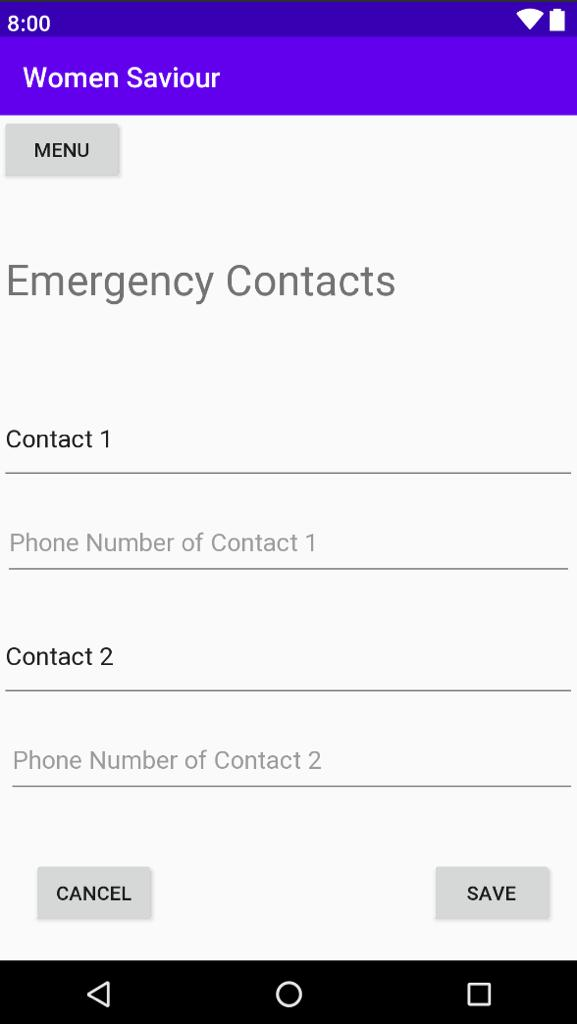 8:00
Women Saviour
MENU
Emergency Contacts
Contact 1
Phone Number of Contact 1
Contact 2
Phone Number of Contact 2
CANCEL
SAVE